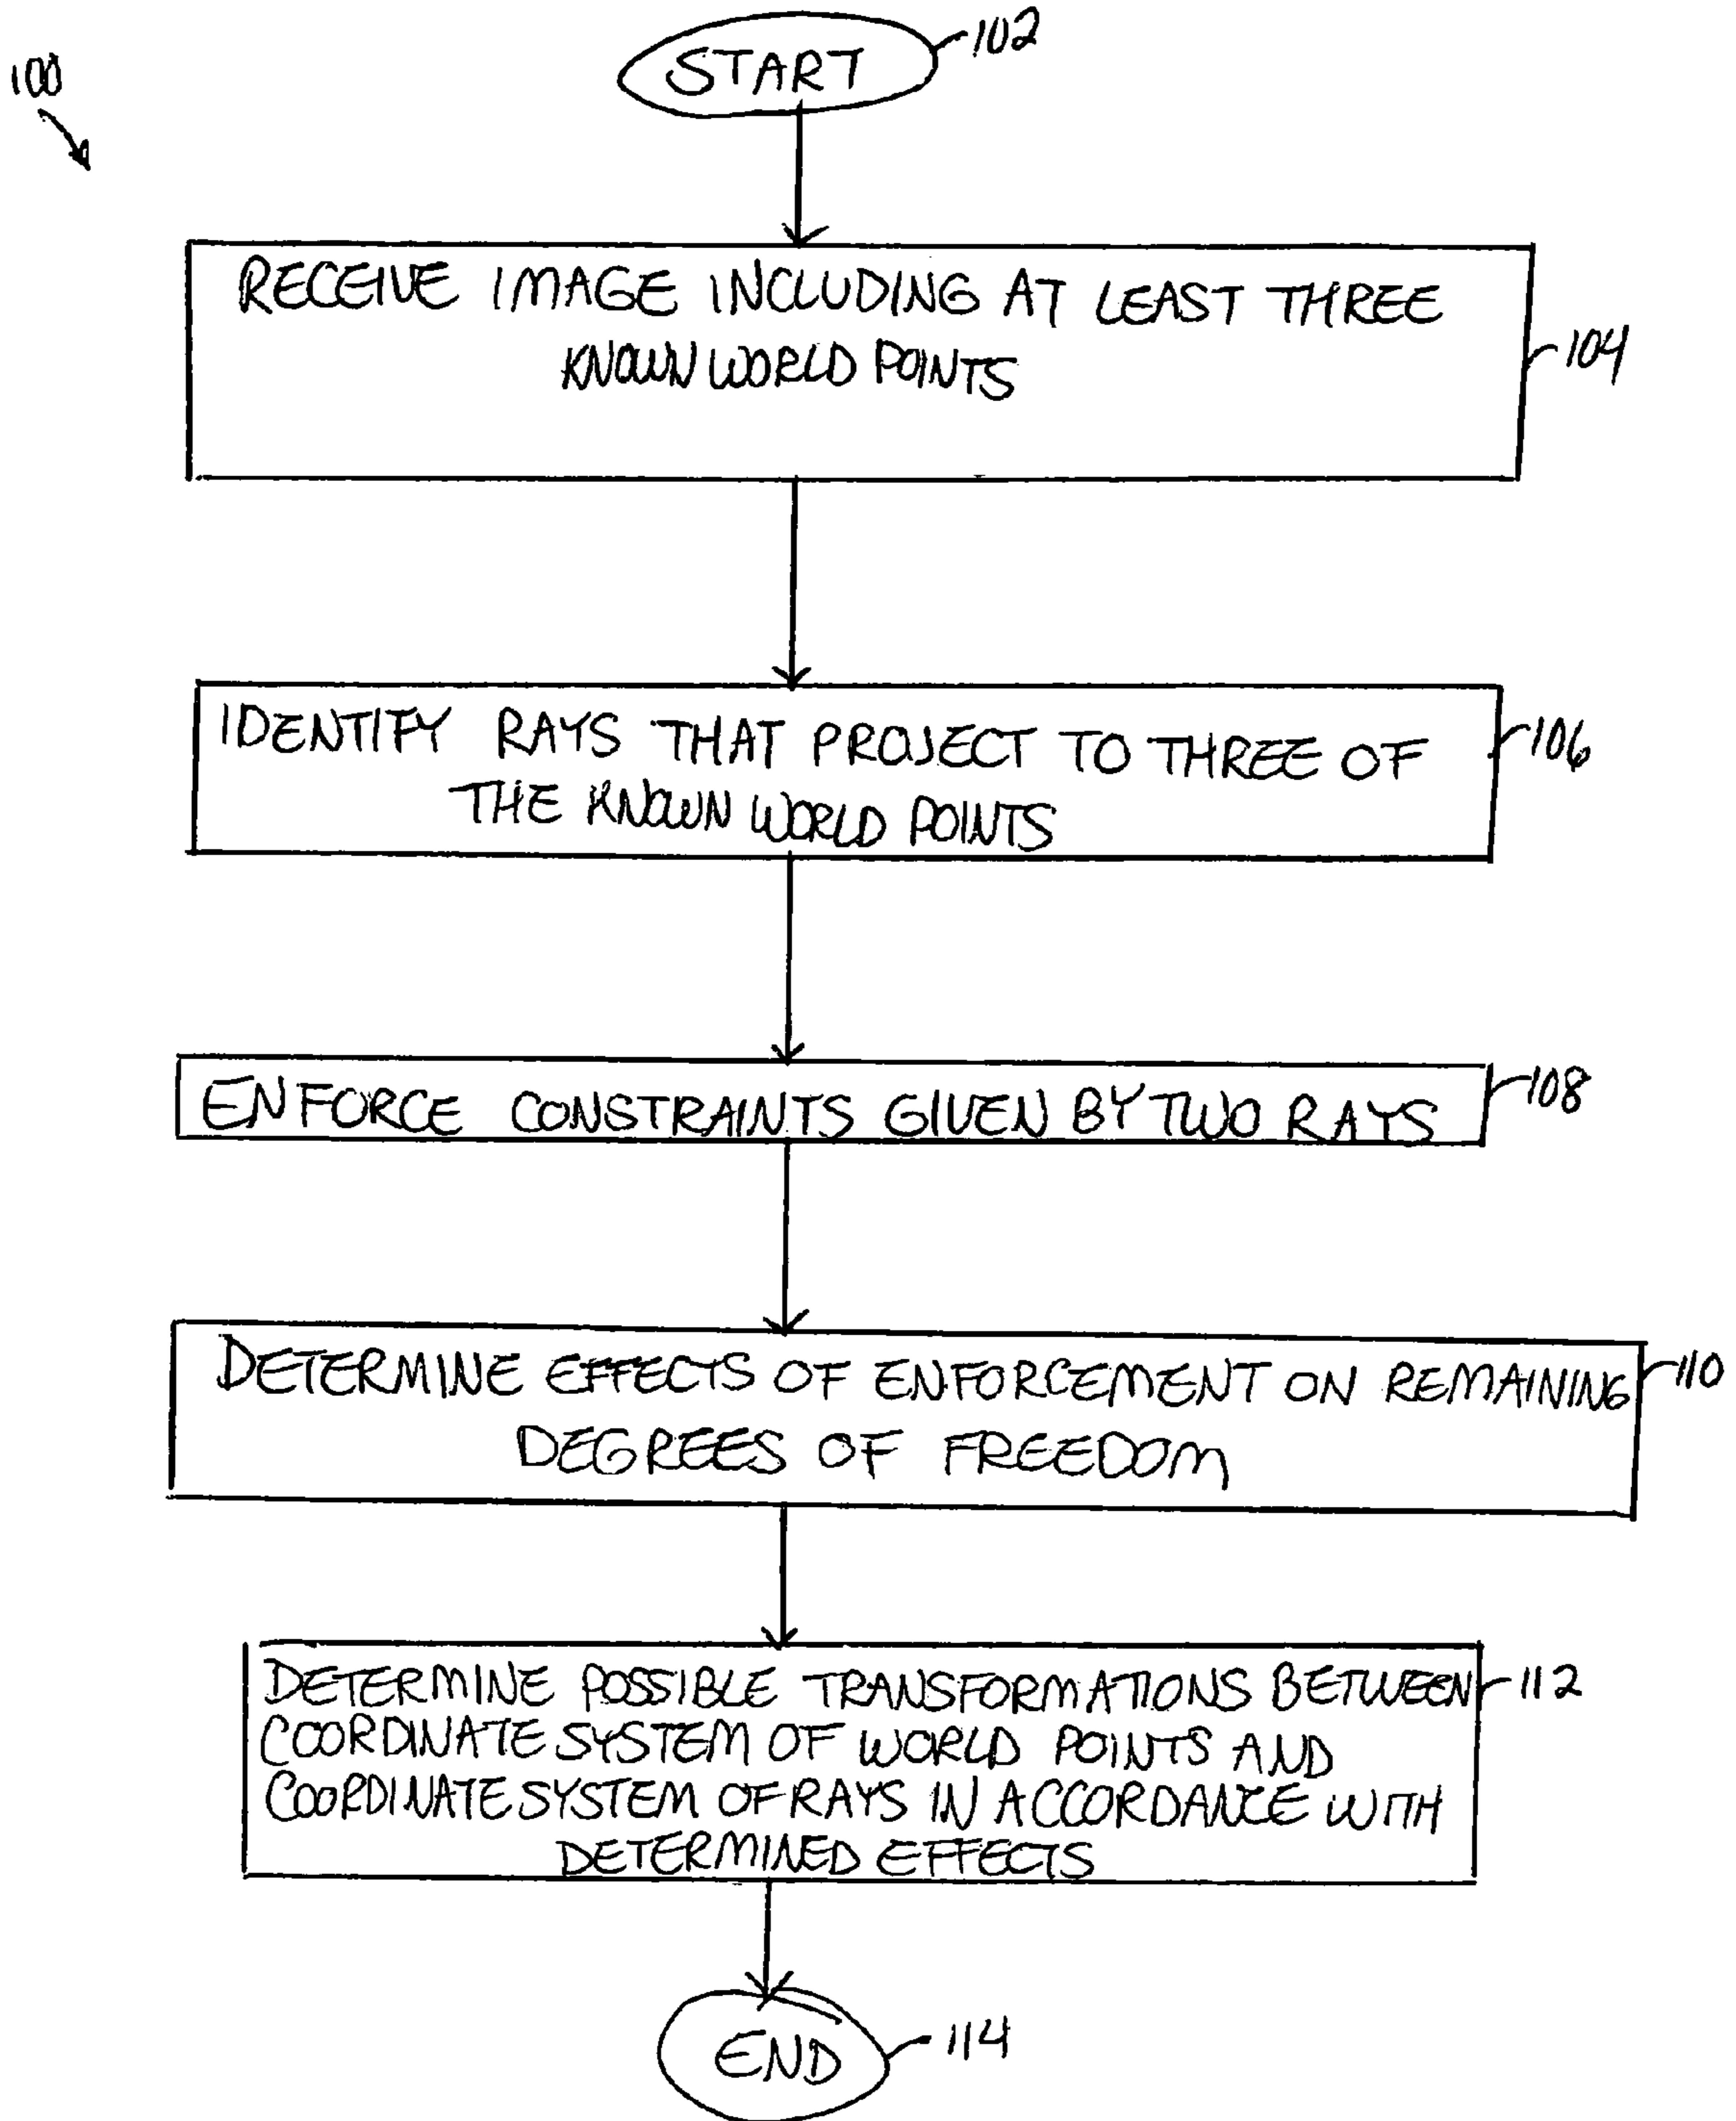 100
START
102
RECEIVE IMAGE INCLUDING AT LEAST THREE
KNOWN WORLD POINTS
104
IDENTIFY RAYS THAT PROJECT TO THREE OF
THE KNOWN WORLD POINTS
106
ENFORCE CONSTRAINTS GIVEN BY TWO RAYS
108
DETERMINE EFFECTS OF ENFORCEMENT ON REMAINING
DEGREES OF FREEDOM
110
DETERMINE POSSIBLE TRANSFORMATIONS BETWEEN
COORDINATE SYSTEM OF WORLD POINTS AND
COORDINATE SYSTEM OF RAYS IN ACCORDANCE WITH
DETERMINED EFFECTS
112
END
114